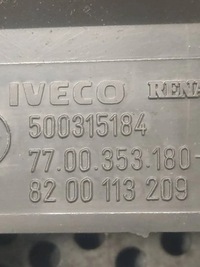 IVECO RENA
500315184
77.00.353.180-
82 00 113 209